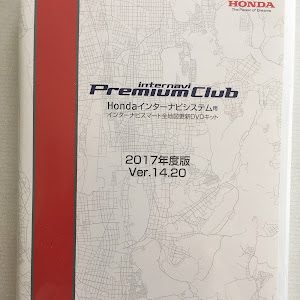 HONDA
The Power of Dreams
internavi
Premium Club
Hondaインターナビシステム用
インターナビスマート全地図更新DVDキット
2017年度版
Ver.14.20